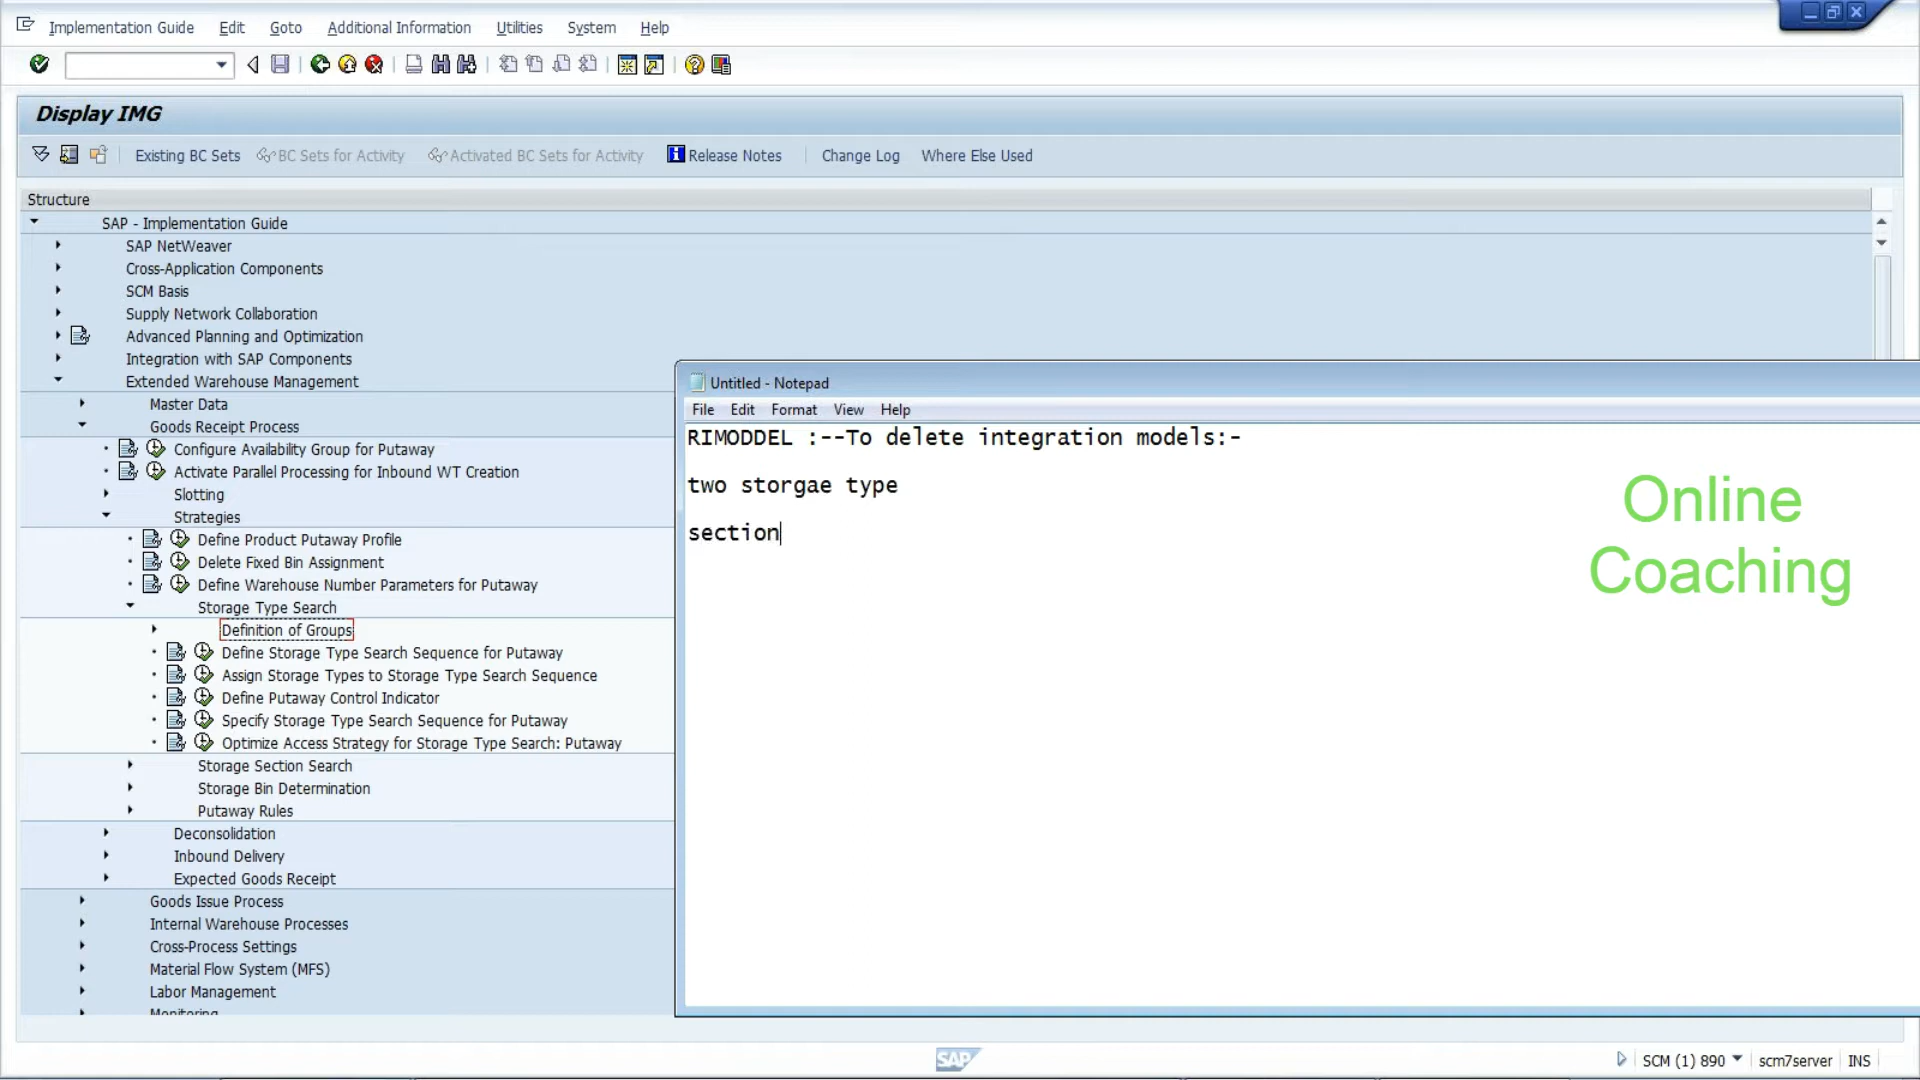 Implementation Guide Edit Goto Additional Information Utilities System Help
Display IMG
Existing BC Sets BC Sets for Activity Activated BC Sets for Activity Release Notes Change Log Where Else Used
Structure
SAP - Implementation Guide
SAP NetWeaver
Cross-Application Components
SCM Basis
Supply Network Collaboration
Advanced Planning and Optimization
Integration with SAP Components
Extended Warehouse Management
Master Data
Goods Receipt Process
Configure Availability Group for Putaway
Activate Parallel Processing for Inbound WT Creation
Slotting
Strategies
Define Product Putaway Profile
Delete Fixed Bin Assignment
Define Warehouse Number Parameters for Putaway
Storage Type Search
Definition of Groups
Define Storage Type Search Sequence for Putaway
Assign Storage Types to Storage Type Search Sequence
Define Putaway Control Indicator
Specify Storage Type Search Sequence for Putaway
Optimize Access Strategy for Storage Type Search: Putaway
Storage Section Search
Storage Bin Determination
Putaway Rules
Deconsolidation
Inbound Delivery
Expected Goods Receipt
Goods Issue Process
Internal Warehouse Processes
Cross-Process Settings
Material Flow System (MFS)
Labor Management
Monitoring
Untitled - Notepad
File Edit Format View Help
RIMODDEL :--To delete integration models:-
two storgae type
section
Online
Coaching
SAP
SCM (1) 890 scm7server INS